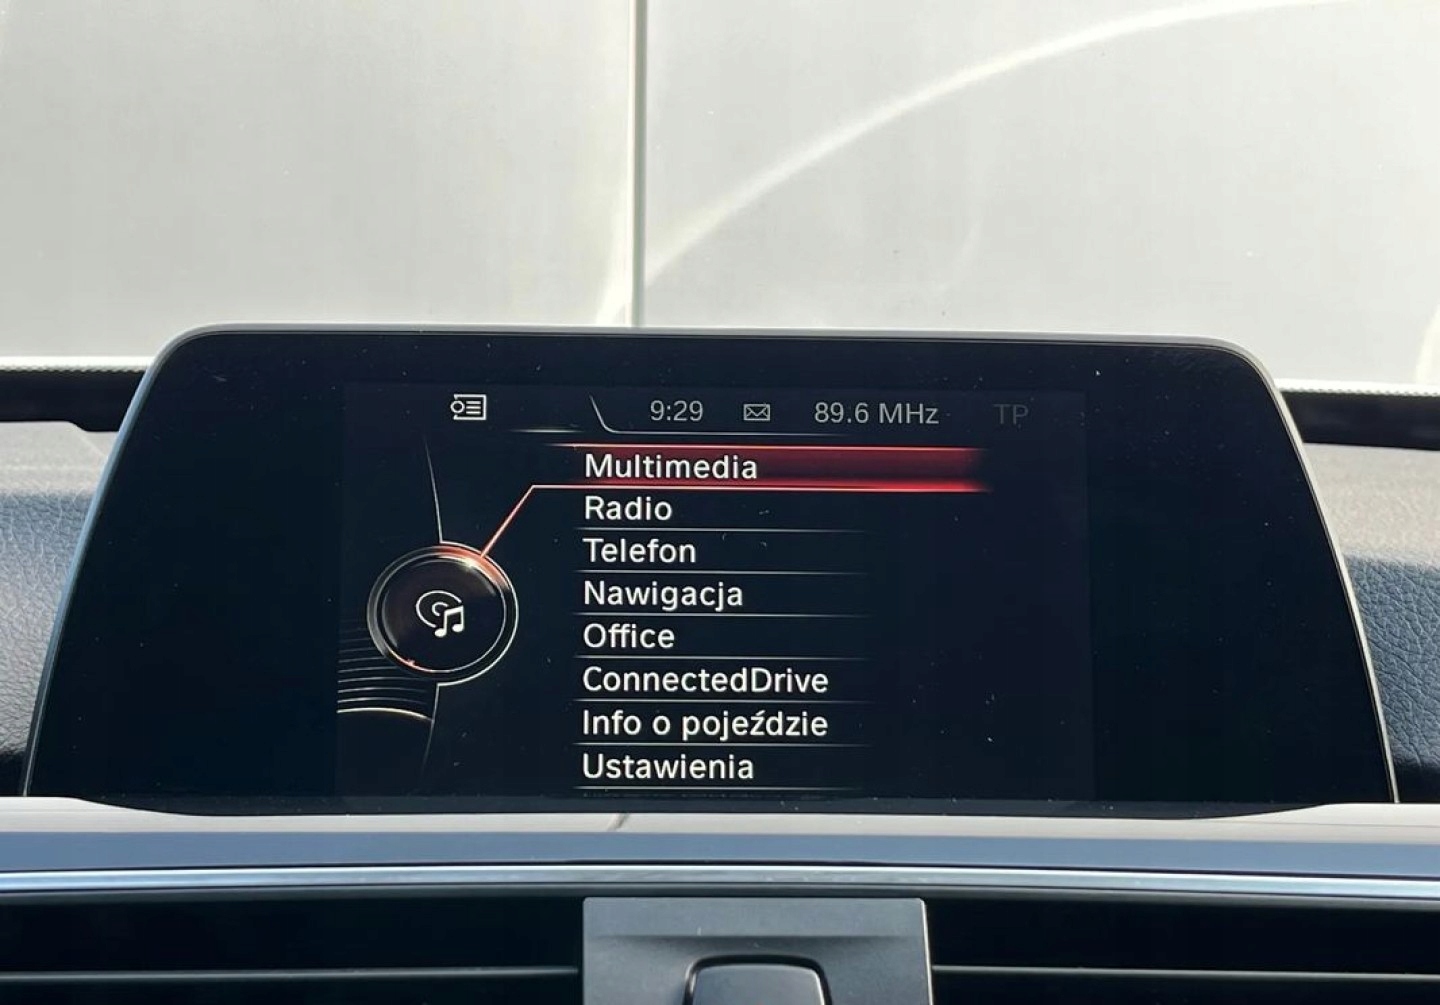 9:29 89.6 MHz TP
Multimedia
Radio
Telefon
Nawigacja
Office
ConnectedDrive
Info o pojeździe
Ustawienia